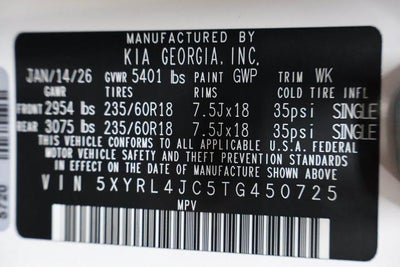 MANUFACTURED BY
KIA GEORGIA, INC.
JAN/14/26 GVWR 5401 lbs PAINT GWP TRIM WK
GAWR TIRES RIMS COLD TIRE INFL
FRONT 2954 lbs 235/60R18 7.5Jx18 35psi SINGLE
REAR 3075 lbs 235/60R18 7.5Jx18 35psi SINGLE
THIS VEHICLE CONFORMS TO ALL APPLICABLE U.S. FEDERAL
MOTOR VEHICLE SAFETY AND THEFT PREVENTION STANDARDS
IN EFFECT ON THE DATE OF MANUFACTURE SHOWN ABOVE.
VIN 5XYRL4JC5TG450725
MPV